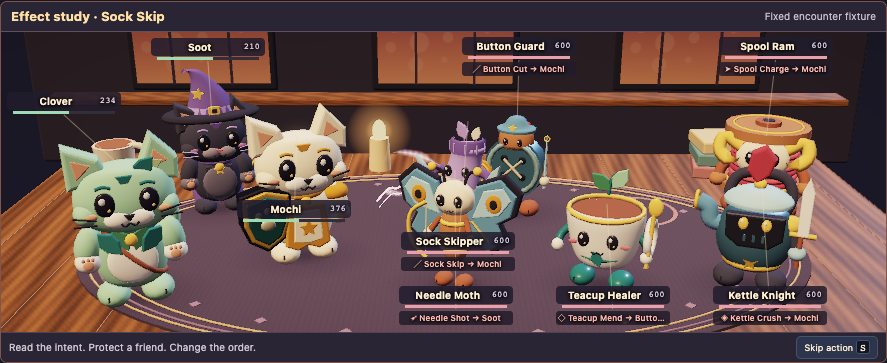 Effect study · Sock Skip
Fixed encounter fixture
Soot 210
Button Guard 600
Button Cut → Mochi
Spool Ram 600
Spool Charge → Mochi
Clover 234
Mochi 376
Sock Skipper 600
Sock Skip → Mochi
Needle Moth 600
Needle Shot → Soot
Teacup Healer 600
Teacup Mend → Butto...
Kettle Knight 600
Kettle Crush → Mochi
Read the intent. Protect a friend. Change the order.
Skip action S